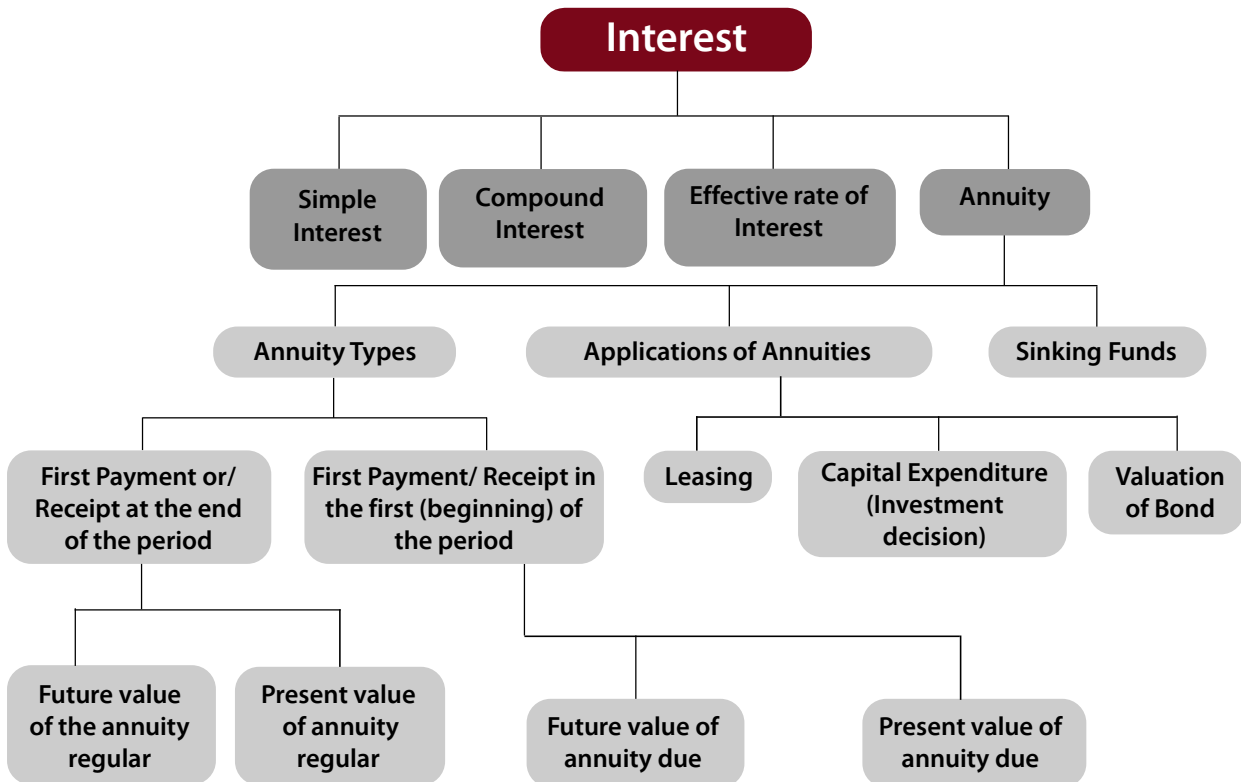 Interest
Simple
Interest
Compound
Interest
Effective rate of
Interest
Annuity
Annuity Types
Applications of Annuities
Sinking Funds
First Payment or/
Receipt at the end
of the period
First Payment/ Receipt in
the first (beginning) of
the period
Leasing
Capital Expenditure
(Investment
decision)
Valuation
of Bond
Future value
of the annuity
regular
Present value
of annuity
regular
Future value of
annuity due
Present value of
annuity due